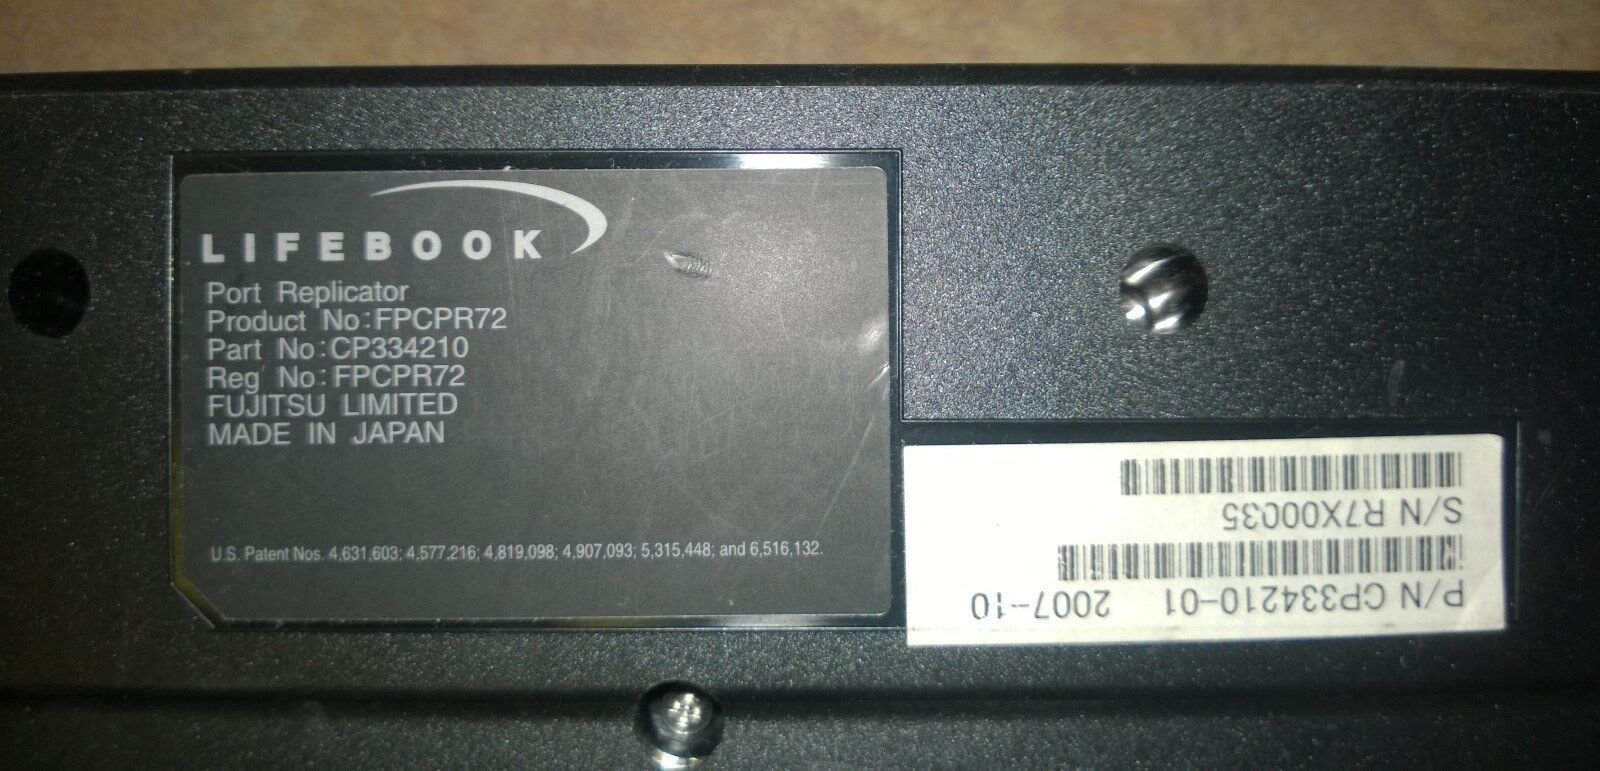 LIFEBOOK
Port Replicator
Product No:FPCPR72
Part No:CP334210
Reg No:FPCPR72
FUJITSU LIMITED
MADE IN JAPAN
U.S. Patent Nos. 4,631,603; 4,577,216; 4,819,098; 4,907,093; 5,315,448; and 6,516,132.
P/N CP334210-01 2007-10
S/N R7X00035